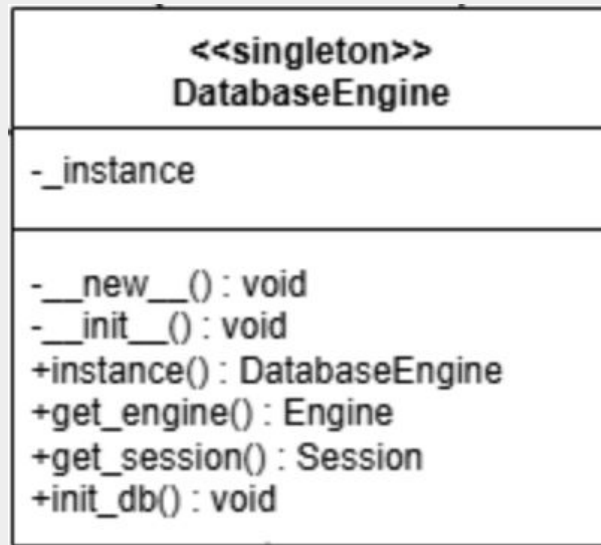 <<singleton>>
DatabaseEngine
-_instance
-__new__() : void
-__init__() : void
+instance() : DatabaseEngine
+get_engine() : Engine
+get_session() : Session
+init_db() : void